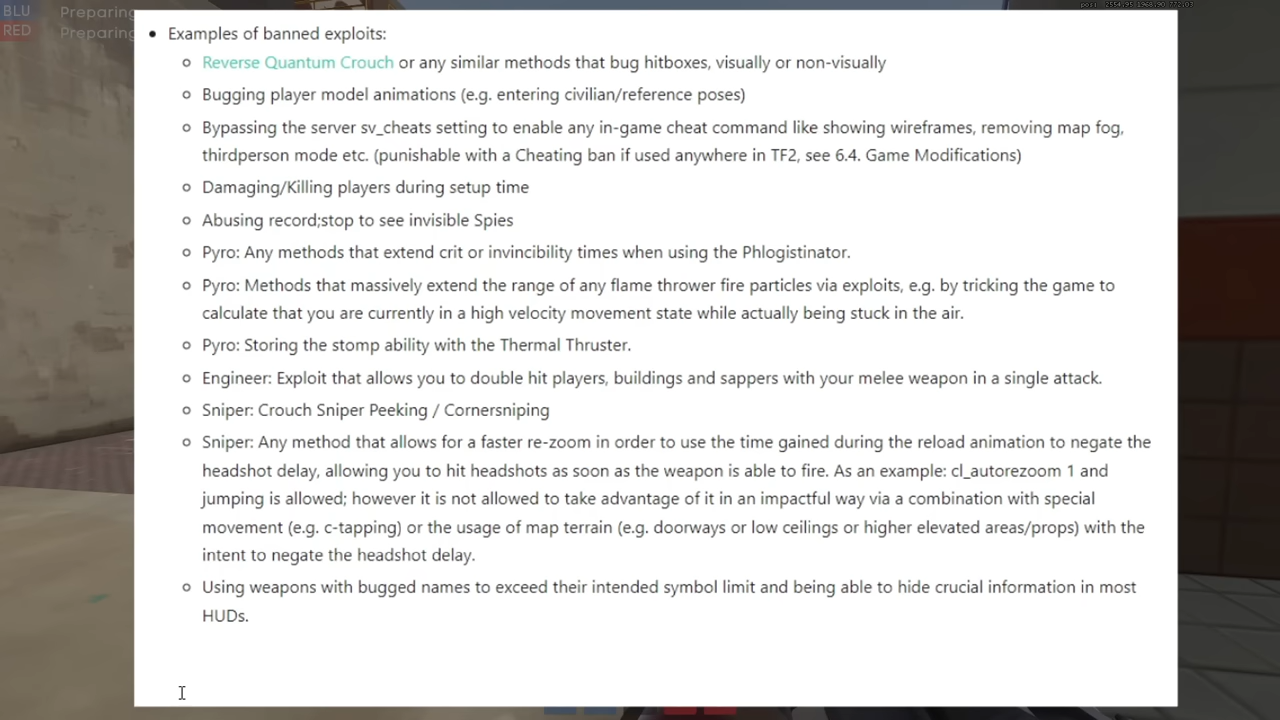 BLU Preparing
RED Preparing
pos: 2554.95 1968.90 772.03
Examples of banned exploits:
Reverse Quantum Crouch or any similar methods that bug hitboxes, visually or non-visually
Bugging player model animations (e.g. entering civilian/reference poses)
Bypassing the server sv_cheats setting to enable any in-game cheat command like showing wireframes, removing map fog,
thirdperson mode etc. (punishable with a Cheating ban if used anywhere in TF2, see 6.4. Game Modifications)
Damaging/Killing players during setup time
Abusing record;stop to see invisible Spies
Pyro: Any methods that extend crit or invincibility times when using the Phlogistinator.
Pyro: Methods that massively extend the range of any flame thrower fire particles via exploits, e.g. by tricking the game to
calculate that you are currently in a high velocity movement state while actually being stuck in the air.
Pyro: Storing the stomp ability with the Thermal Thruster.
Engineer: Exploit that allows you to double hit players, buildings and sappers with your melee weapon in a single attack.
Sniper: Crouch Sniper Peeking / Cornersniping
Sniper: Any method that allows for a faster re-zoom in order to use the time gained during the reload animation to negate the
headshot delay, allowing you to hit headshots as soon as the weapon is able to fire. As an example: cl_autorezoom 1 and
jumping is allowed; however it is not allowed to take advantage of it in an impactful way via a combination with special
movement (e.g. c-tapping) or the usage of map terrain (e.g. doorways or low ceilings or higher elevated areas/props) with the
intent to negate the headshot delay.
Using weapons with bugged names to exceed their intended symbol limit and being able to hide crucial information in most
HUDs.